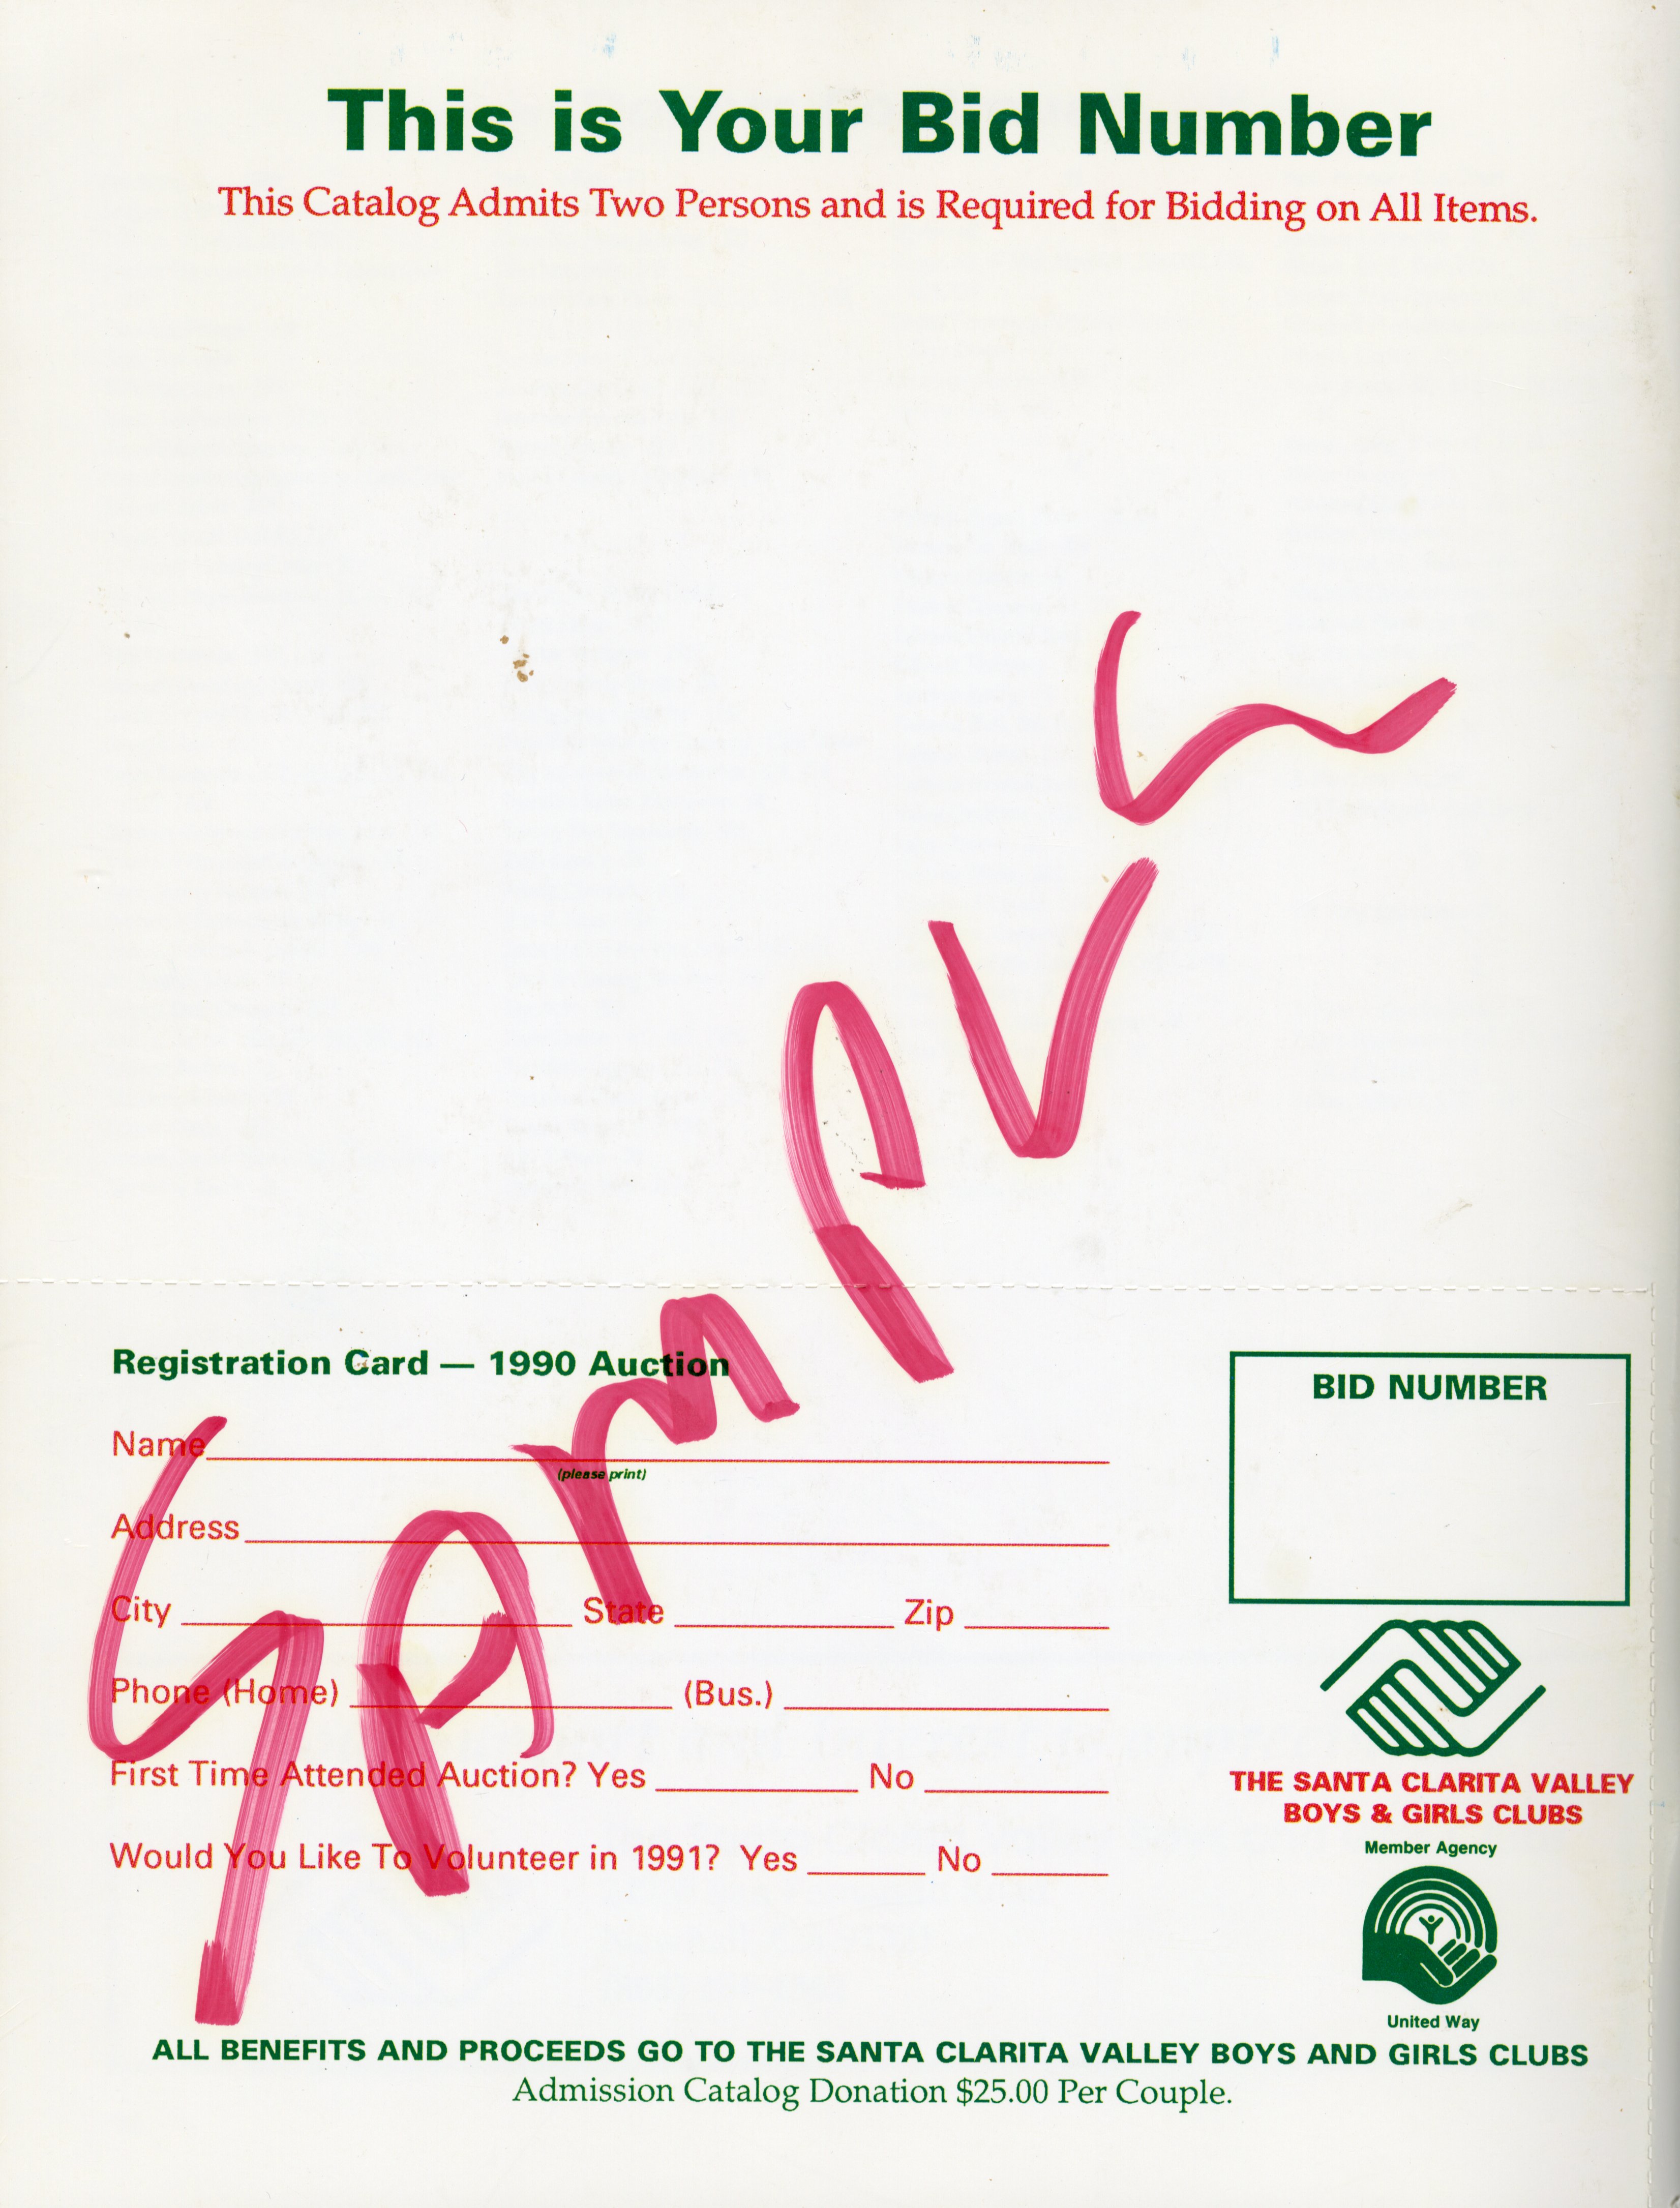 This is Your Bid Number
This Catalog Admits Two Persons and is Required for Bidding on All Items.
SAMPLE
Registration Card — 1990 Auction
Name
(please print)
Address
City State Zip
Phone (Home) (Bus.)
First Time Attended Auction? Yes No
Would You Like To Volunteer in 1991? Yes No
BID NUMBER
THE SANTA CLARITA VALLEY
BOYS & GIRLS CLUBS
Member Agency
United Way
ALL BENEFITS AND PROCEEDS GO TO THE SANTA CLARITA VALLEY BOYS AND GIRLS CLUBS
Admission Catalog Donation $25.00 Per Couple.